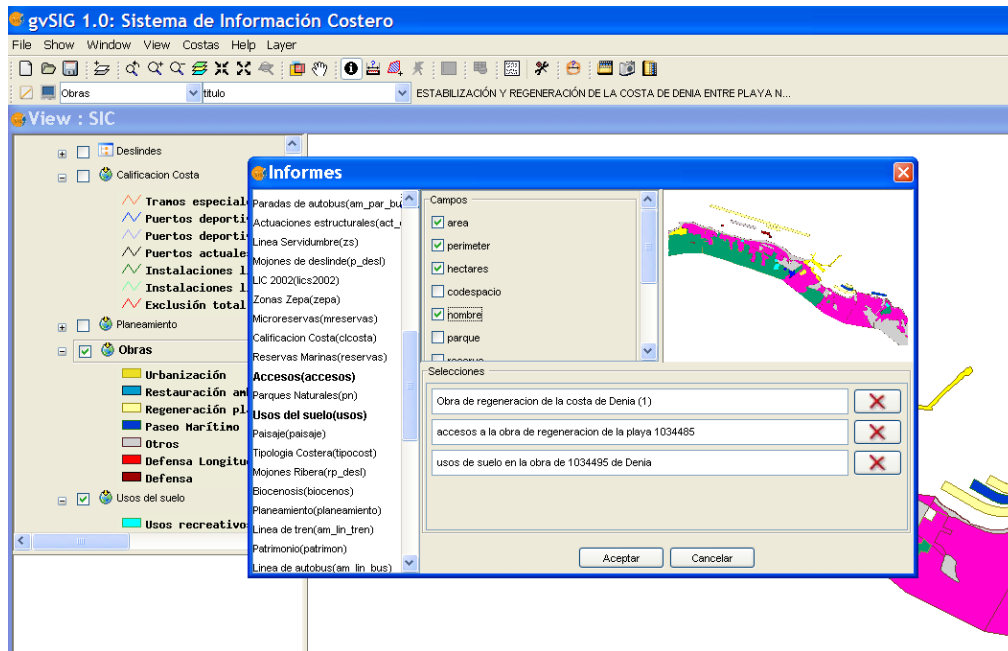 gvSIG 1.0: Sistema de Información Costero
File Show Window View Costas Help Layer
Obras
titulo
ESTABILIZACIÓN Y REGENERACIÓN DE LA COSTA DE DENIA ENTRE PLAYA N...
View : SIC
Deslindes
Calificacion Costa
Tramos especial
Puertos deporti
Puertos deporti
Puertos actuale
Instalaciones l
Instalaciones l
Exclusión total
Planeamiento
Obras
Urbanización
Restauración am
Regeneración pl
Paseo Marítimo
Otros
Defensa Longitu
Defensa
Usos del suelo
Usos recreativo
Informes
Paradas de autobus(am_par_bu
Actuaciones estructurales(act_
Linea Servidumbre(zs)
Mojones de deslinde(p_desl)
LIC 2002(lics2002)
Zonas Zepa(zepa)
Microreservas(mreservas)
Calificacion Costa(clcosta)
Reservas Marinas(reservas)
Accesos(accesos)
Parques Naturales(pn)
Usos del suelo(usos)
Paisaje(paisaje)
Tipologia Costera(tipocost)
Mojones Ribera(rp_desl)
Biocenosis(biocenos)
Planeamiento(planeamiento)
Linea de tren(am_lin_tren)
Patrimonio(patrimon)
Linea de autobus(am_lin_bus)
Campos
area
perimeter
hectares
codespacio
nombre
parque
Selecciones
Obra de regeneracion de la costa de Denia (1)
accesos a la obra de regeneracion de la playa 1034485
usos de suelo en la obra de 1034495 de Denia
Aceptar
Cancelar